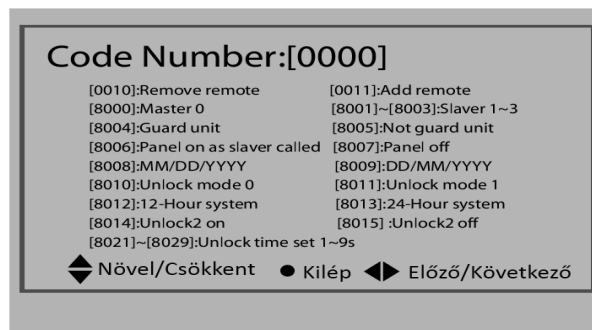 Code Number:[0000]
[0010]:Remove remote [0011]:Add remote
[8000]:Master 0 [8001]~[8003]:Slaver 1~3
[8004]:Guard unit [8005]:Not guard unit
[8006]:Panel on as slaver called [8007]:Panel off
[8008]:MM/DD/YYYY [8009]:DD/MM/YYYY
[8010]:Unlock mode 0 [8011]:Unlock mode 1
[8012]:12-Hour system [8013]:24-Hour system
[8014]:Unlock2 on [8015] :Unlock2 off
[8021]~[8029]:Unlock time set 1~9s
Növel/Csökkent ● Kilép Előző/Következő